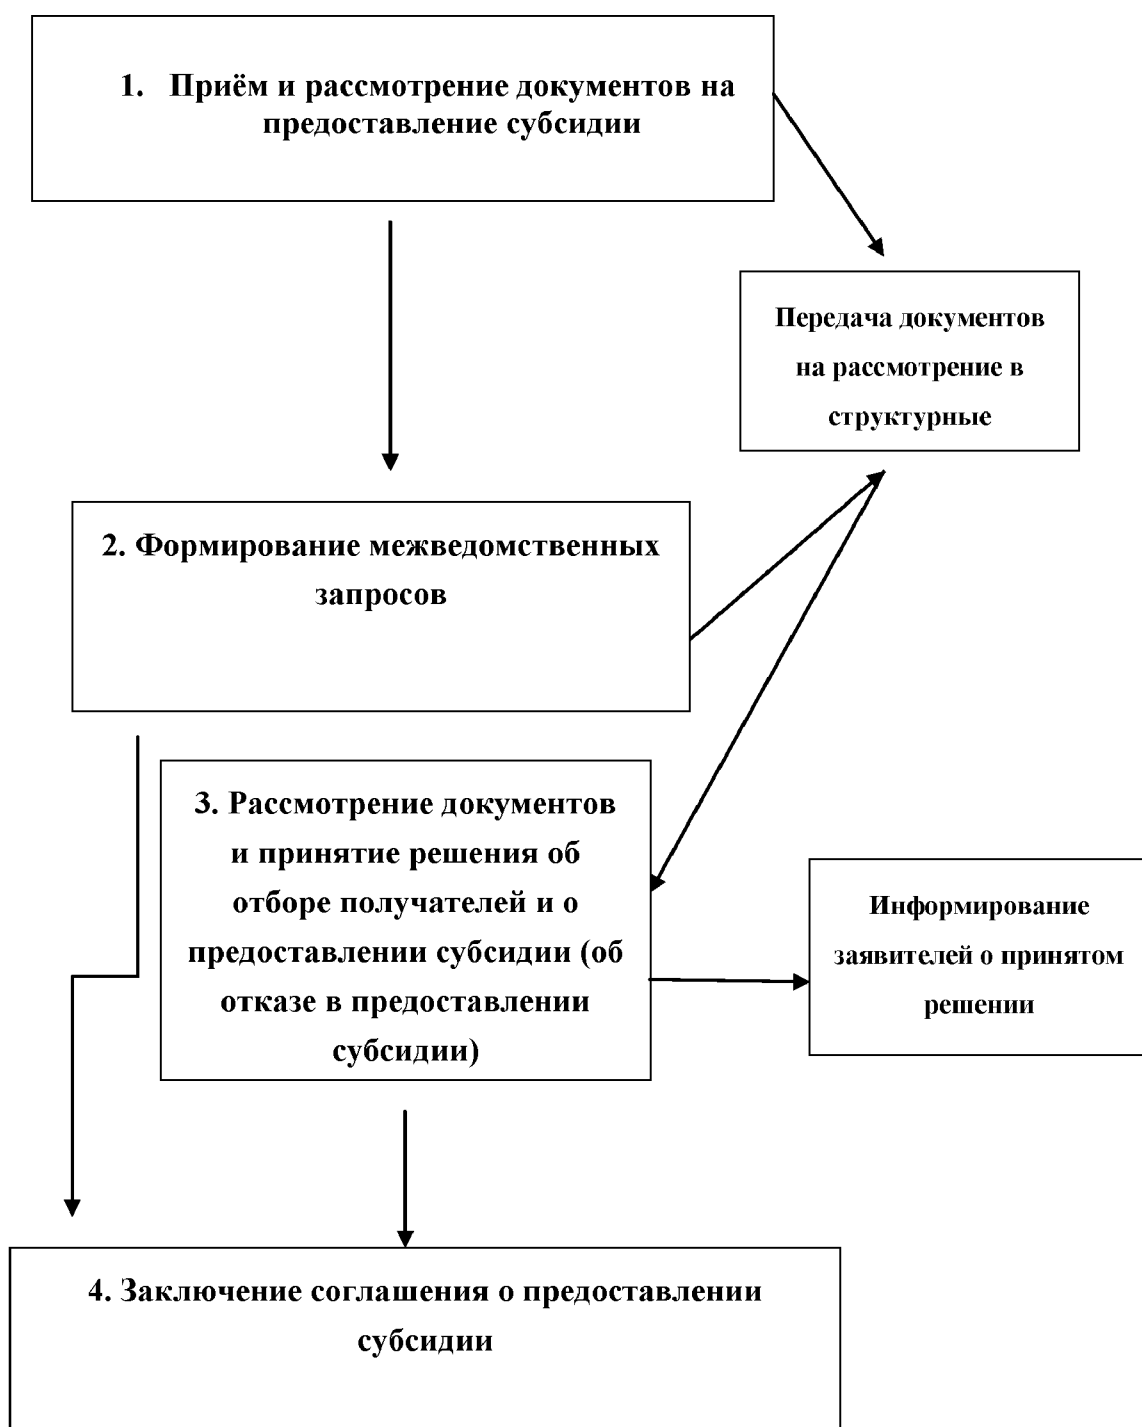 1. Приём и рассмотрение документов на
предоставление субсидии
Передача документов
на рассмотрение в
структурные
2. Формирование межведомственных
запросов
3. Рассмотрение документов
и принятие решения об
отборе получателей и о
предоставлении субсидии (об
отказе в предоставлении
субсидии)
Информирование
заявителей о принятом
решении
4. Заключение соглашения о предоставлении
субсидии